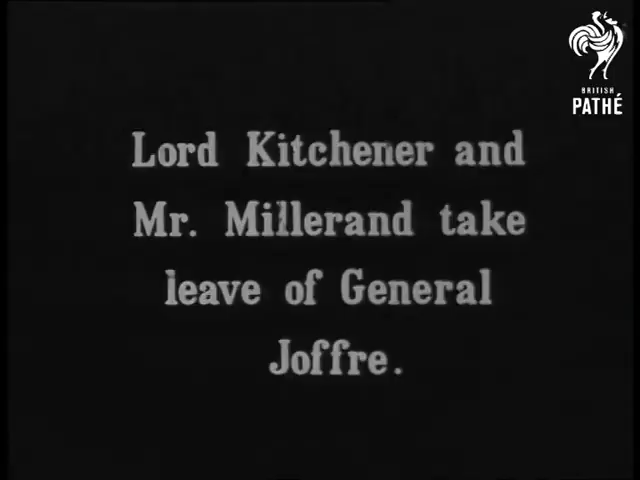 BRITISH
PATHÉ
Lord Kitchener and
Mr. Millerand take
leave of General
Joffre.